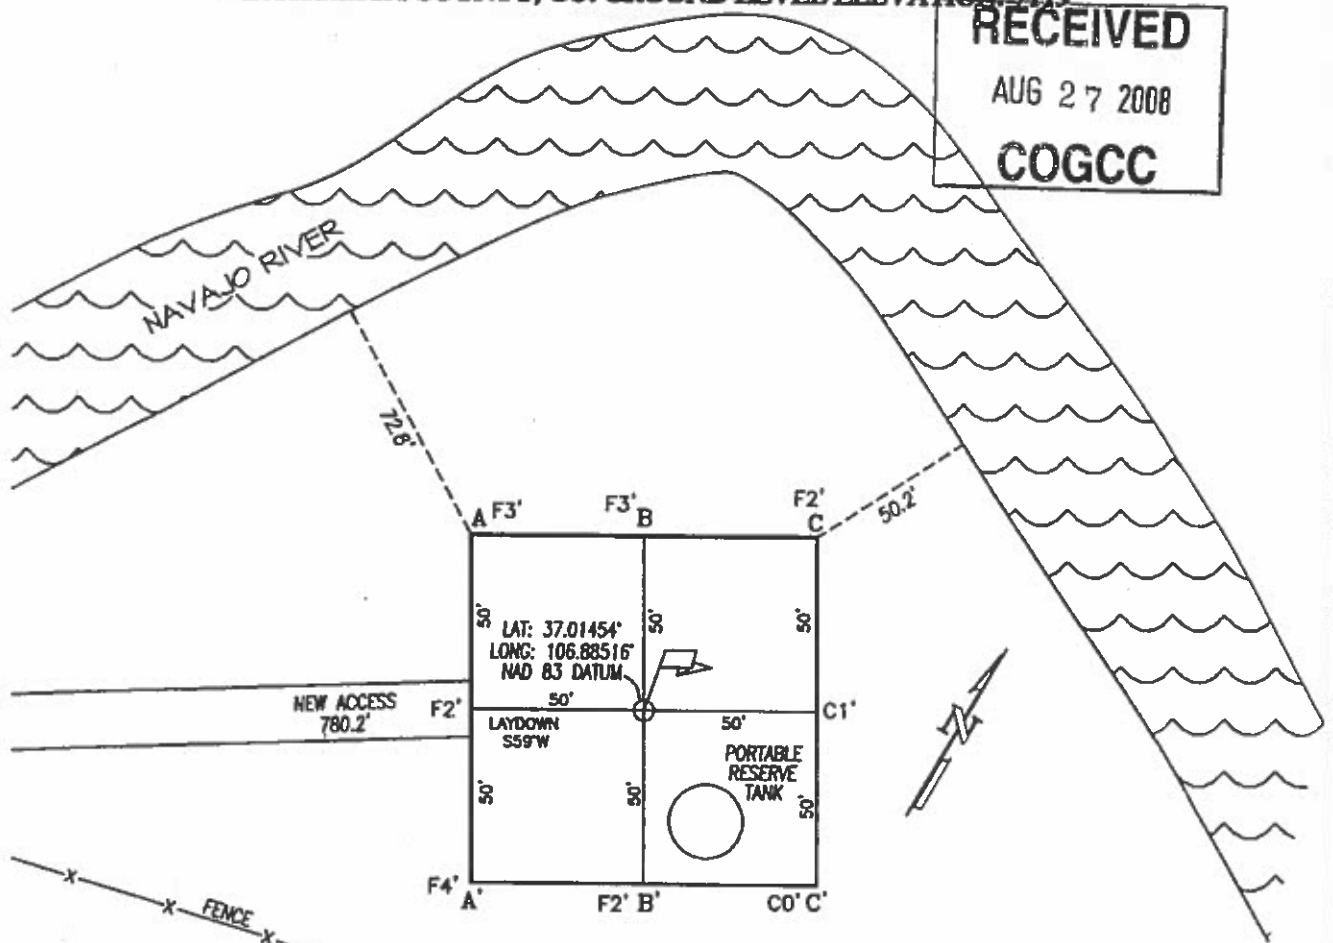 RECEIVED
AUG 27 2008
COGCC
NAVAJO RIVER
72.8'
50.2'
A F3'
F3' B
F2'
C
50'
50'
50'
LAT: 37.01454°
LONG: 106.88516°
NAD 83 DATUM
NEW ACCESS
780.2'
F2'
50'
50'
C1'
LAYDOWN
S59°W
N
PORTABLE
RESERVE
TANK
50'
50'
50'
F4'
A'
F2' B'
C0' C'
FENCE